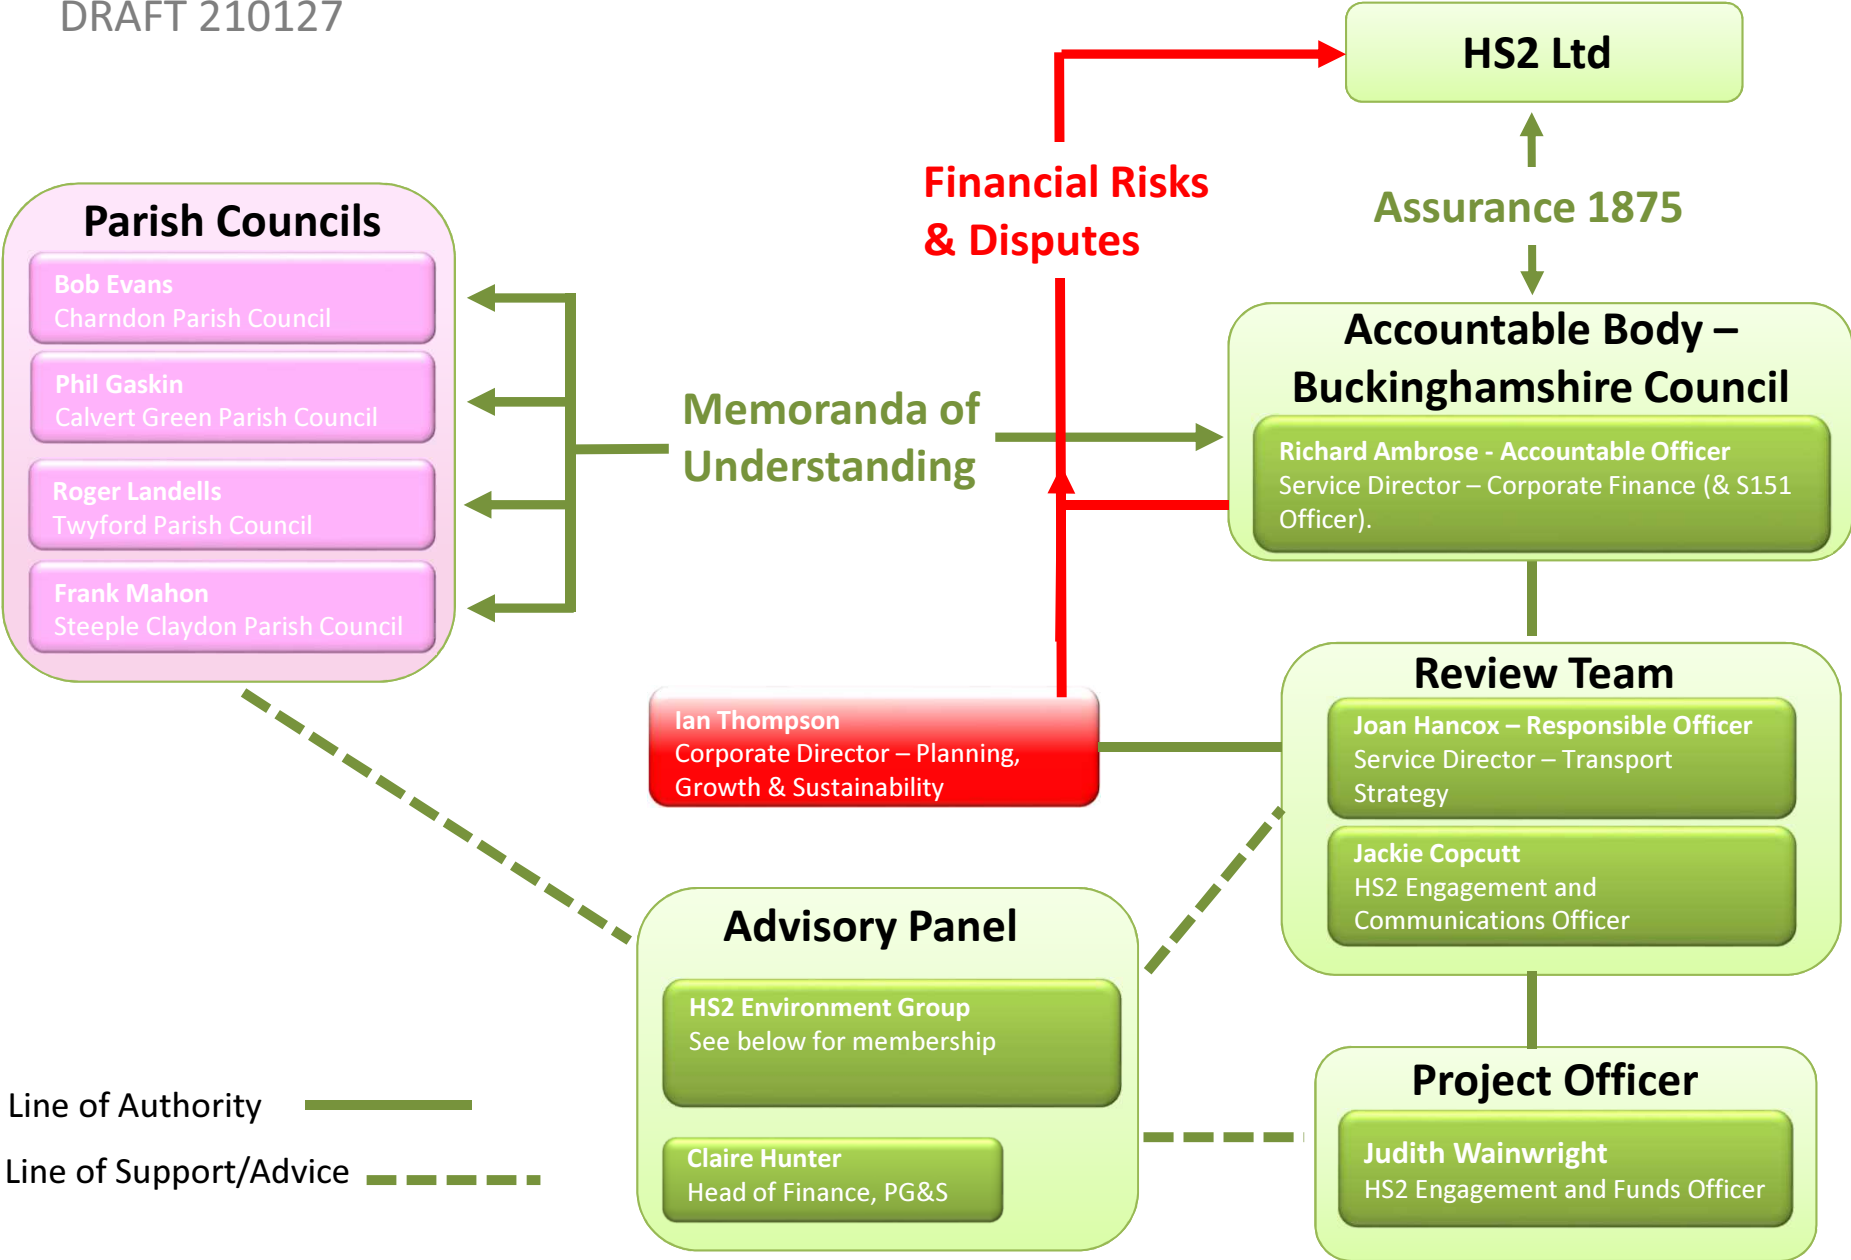 DRAFT 210127
HS2 Ltd
Financial Risks
& Disputes
Assurance 1875
Parish Councils
Bob Evans
Charndon Parish Council
Phil Gaskin
Calvert Green Parish Council
Roger Landells
Twyford Parish Council
Frank Mahon
Steeple Claydon Parish Council
Memoranda of
Understanding
Accountable Body –
Buckinghamshire Council
Richard Ambrose - Accountable Officer
Service Director – Corporate Finance (& S151
Officer).
Ian Thompson
Corporate Director – Planning,
Growth & Sustainability
Review Team
Joan Hancox – Responsible Officer
Service Director – Transport
Strategy
Jackie Copcutt
HS2 Engagement and
Communications Officer
Advisory Panel
HS2 Environment Group
See below for membership
Claire Hunter
Head of Finance, PG&S
Project Officer
Judith Wainwright
HS2 Engagement and Funds Officer
Line of Authority
Line of Support/Advice